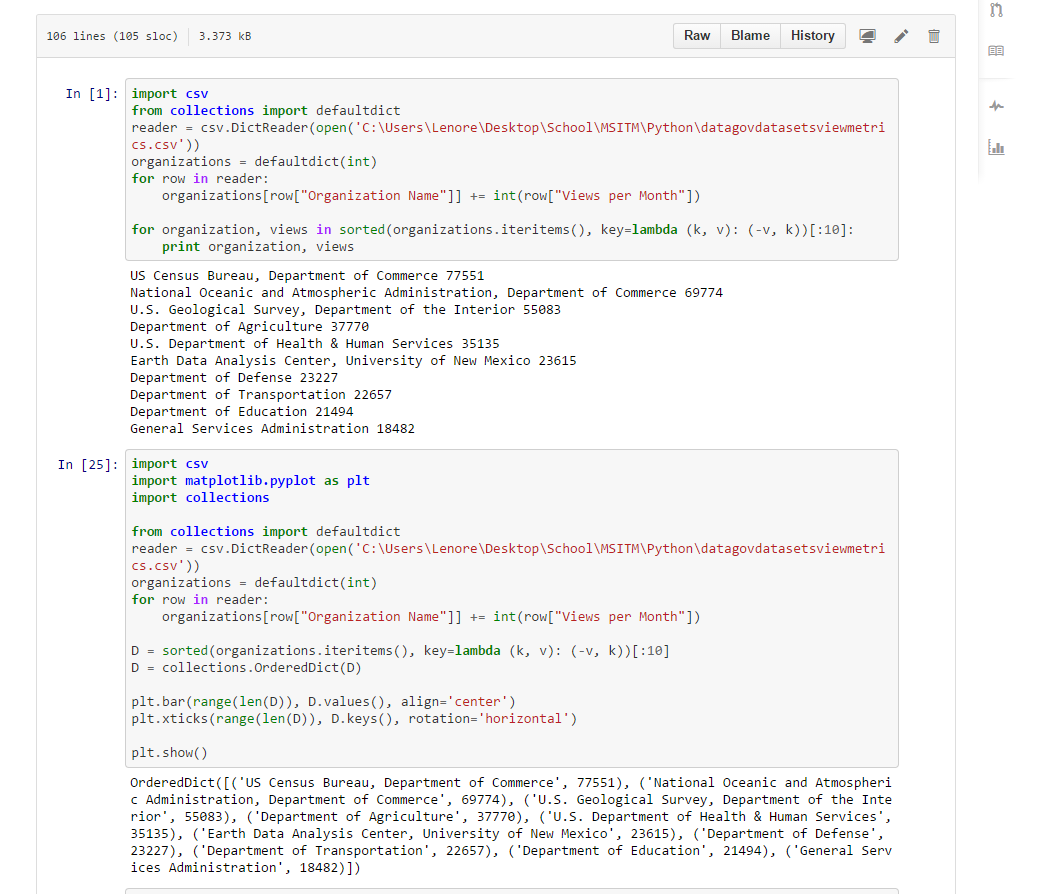 106 lines (105 sloc) 3.373 kB
Raw Blame History
In [1]:
import csv
from collections import defaultdict
reader = csv.DictReader(open('C:\Users\Lenore\Desktop\School\MSITM\Python\datagovdatasetsviewmetri
cs.csv'))
organizations = defaultdict(int)
for row in reader:
    organizations[row["Organization Name"]] += int(row["Views per Month"])

for organization, views in sorted(organizations.iteritems(), key=lambda (k, v): (-v, k))[:10]:
    print organization, views
US Census Bureau, Department of Commerce 77551
National Oceanic and Atmospheric Administration, Department of Commerce 69774
U.S. Geological Survey, Department of the Interior 55083
Department of Agriculture 37770
U.S. Department of Health & Human Services 35135
Earth Data Analysis Center, University of New Mexico 23615
Department of Defense 23227
Department of Transportation 22657
Department of Education 21494
General Services Administration 18482
In [25]:
import csv
import matplotlib.pyplot as plt
import collections

from collections import defaultdict
reader = csv.DictReader(open('C:\Users\Lenore\Desktop\School\MSITM\Python\datagovdatasetsviewmetri
cs.csv'))
organizations = defaultdict(int)
for row in reader:
    organizations[row["Organization Name"]] += int(row["Views per Month"])

D = sorted(organizations.iteritems(), key=lambda (k, v): (-v, k))[:10]
D = collections.OrderedDict(D)

plt.bar(range(len(D)), D.values(), align='center')
plt.xticks(range(len(D)), D.keys(), rotation='horizontal')

plt.show()
OrderedDict([('US Census Bureau, Department of Commerce', 77551), ('National Oceanic and Atmospheri
c Administration, Department of Commerce', 69774), ('U.S. Geological Survey, Department of the Inte
rior', 55083), ('Department of Agriculture', 37770), ('U.S. Department of Health & Human Services',
35135), ('Earth Data Analysis Center, University of New Mexico', 23615), ('Department of Defense',
23227), ('Department of Transportation', 22657), ('Department of Education', 21494), ('General Serv
ices Administration', 18482)])